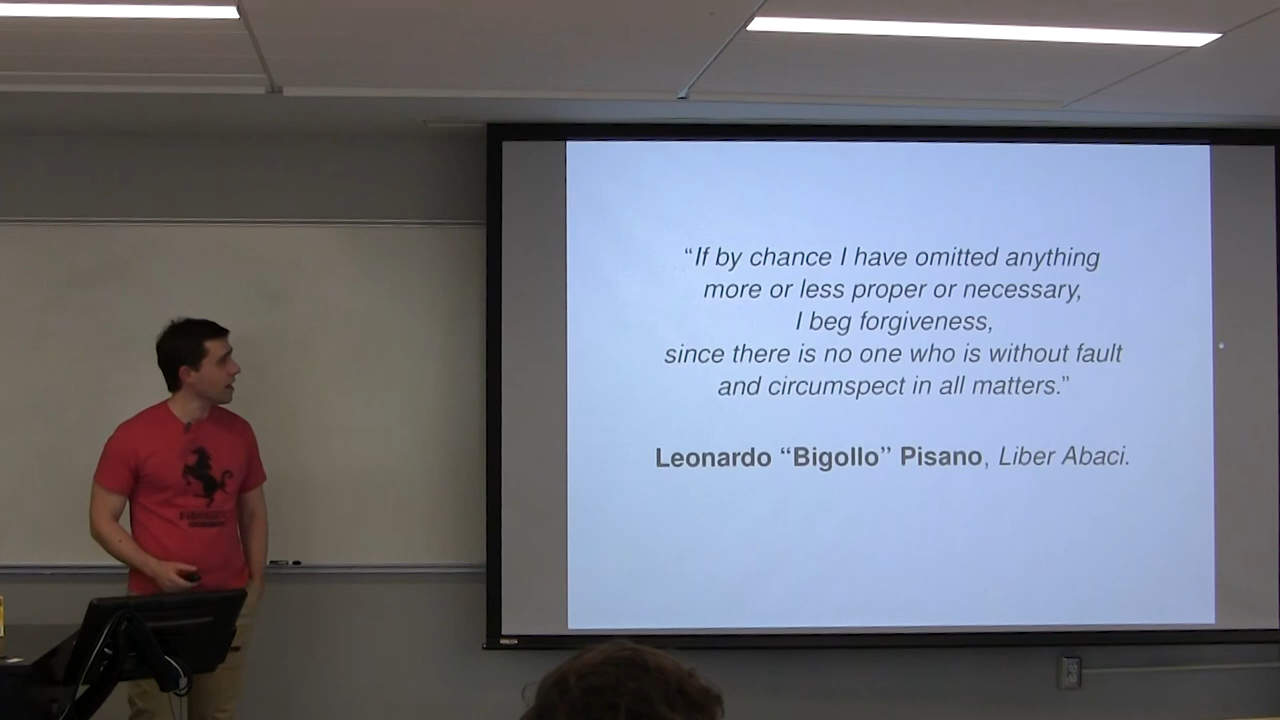 “If by chance I have omitted anything
more or less proper or necessary,
I beg forgiveness,
since there is no one who is without fault
and circumspect in all matters.”
Leonardo “Bigollo” Pisano, Liber Abaci.